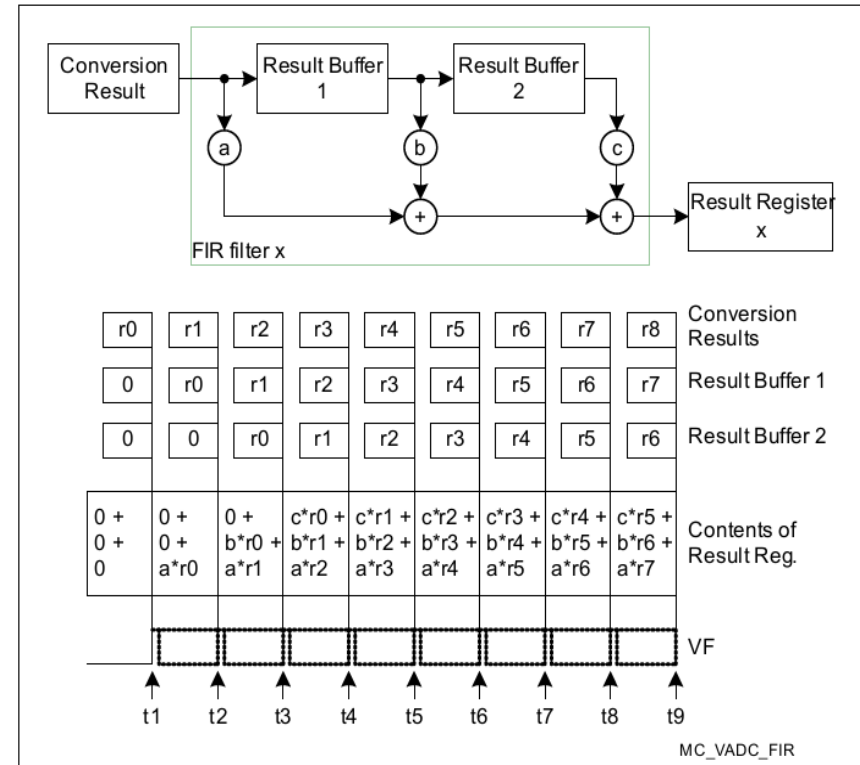 Conversion
Result
Result Buffer
1
Result Buffer
2
a
b
c
+
+
Result Register
x
FIR filter x
r0 r1 r2 r3 r4 r5 r6 r7 r8
Conversion
Results
0 r0 r1 r2 r3 r4 r5 r6 r7 Result Buffer 1
0 0 r0 r1 r2 r3 r4 r5 r6 Result Buffer 2
0 + 0 + 0 + c*r0 + c*r1 + c*r2 + c*r3 + c*r4 + c*r5 +
0 + 0 + b*r0 + b*r1 + b*r2 + b*r3 + b*r4 + b*r5 + b*r6 +
0 a*r0 a*r1 a*r2 a*r3 a*r4 a*r5 a*r6 a*r7
Contents of
Result Reg.
VF
t1 t2 t3 t4 t5 t6 t7 t8 t9
MC_VADC_FIR